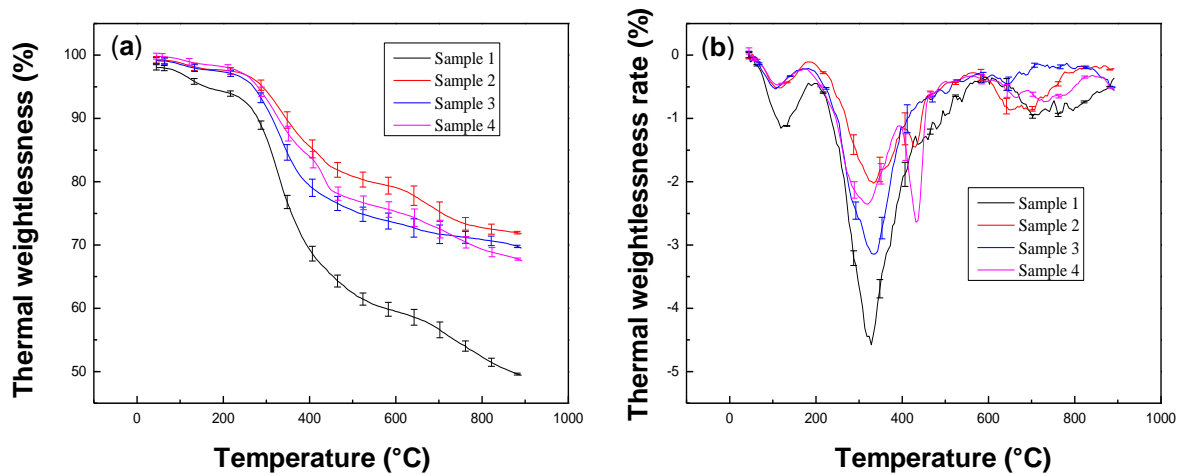 (a)
Sample 1
Sample 2
Sample 3
Sample 4
100
90
80
70
60
50
0
200
400
600
800
1000
Thermal weightlessness (%)
Temperature (°C)
(b)
Sample 1
Sample 2
Sample 3
Sample 4
0
-1
-2
-3
-4
-5
0
200
400
600
800
1000
Thermal weightlessness rate (%)
Temperature (°C)